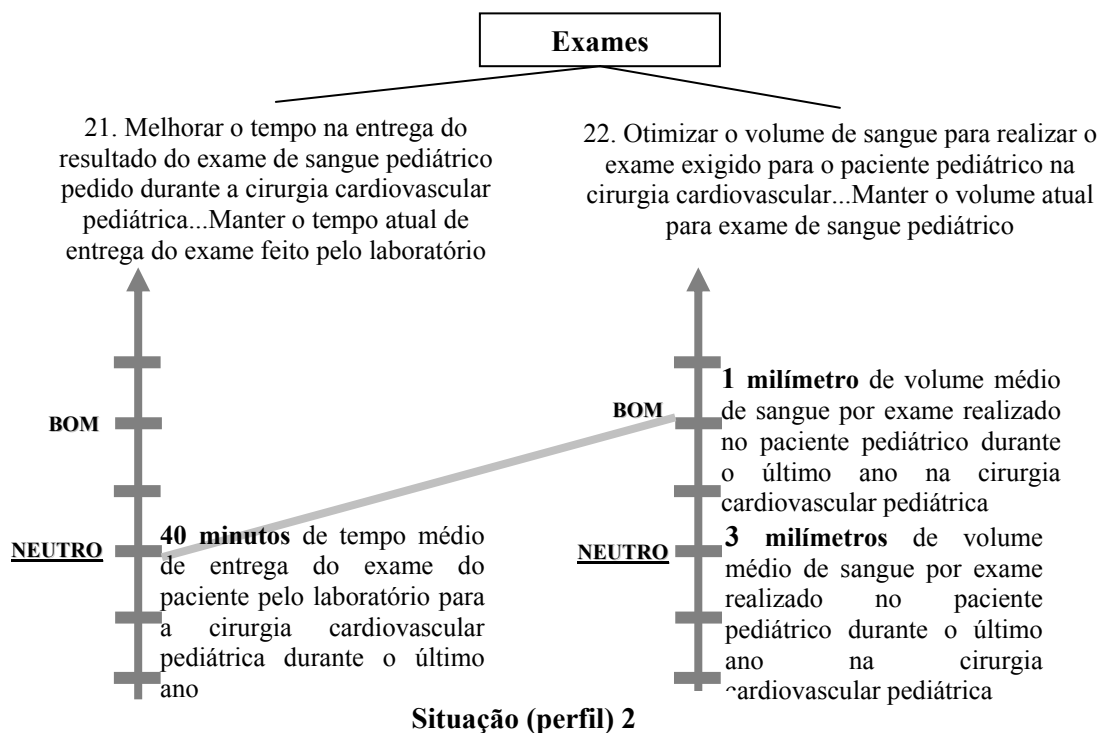 Exames
21. Melhorar o tempo na entrega do
resultado do exame de sangue pediátrico
pedido durante a cirurgia cardiovascular
pediátrica...Manter o tempo atual de
entrega do exame feito pelo laboratório
22. Otimizar o volume de sangue para realizar o
exame exigido para o paciente pediátrico na
cirurgia cardiovascular...Manter o volume atual
para exame de sangue pediátrico
BOM
NEUTRO
40 minutos de tempo médio
de entrega do exame do
paciente pelo laboratório para
a cirurgia cardiovascular
pediátrica durante o último
ano
BOM
1 milímetro de volume médio
de sangue por exame realizado
no paciente pediátrico durante
o último ano na cirurgia
cardiovascular pediátrica
NEUTRO
3 milímetros de volume
médio de sangue por exame
realizado no paciente
pediátrico durante o último
ano na cirurgia
cardiovascular pediátrica
Situação (perfil) 2